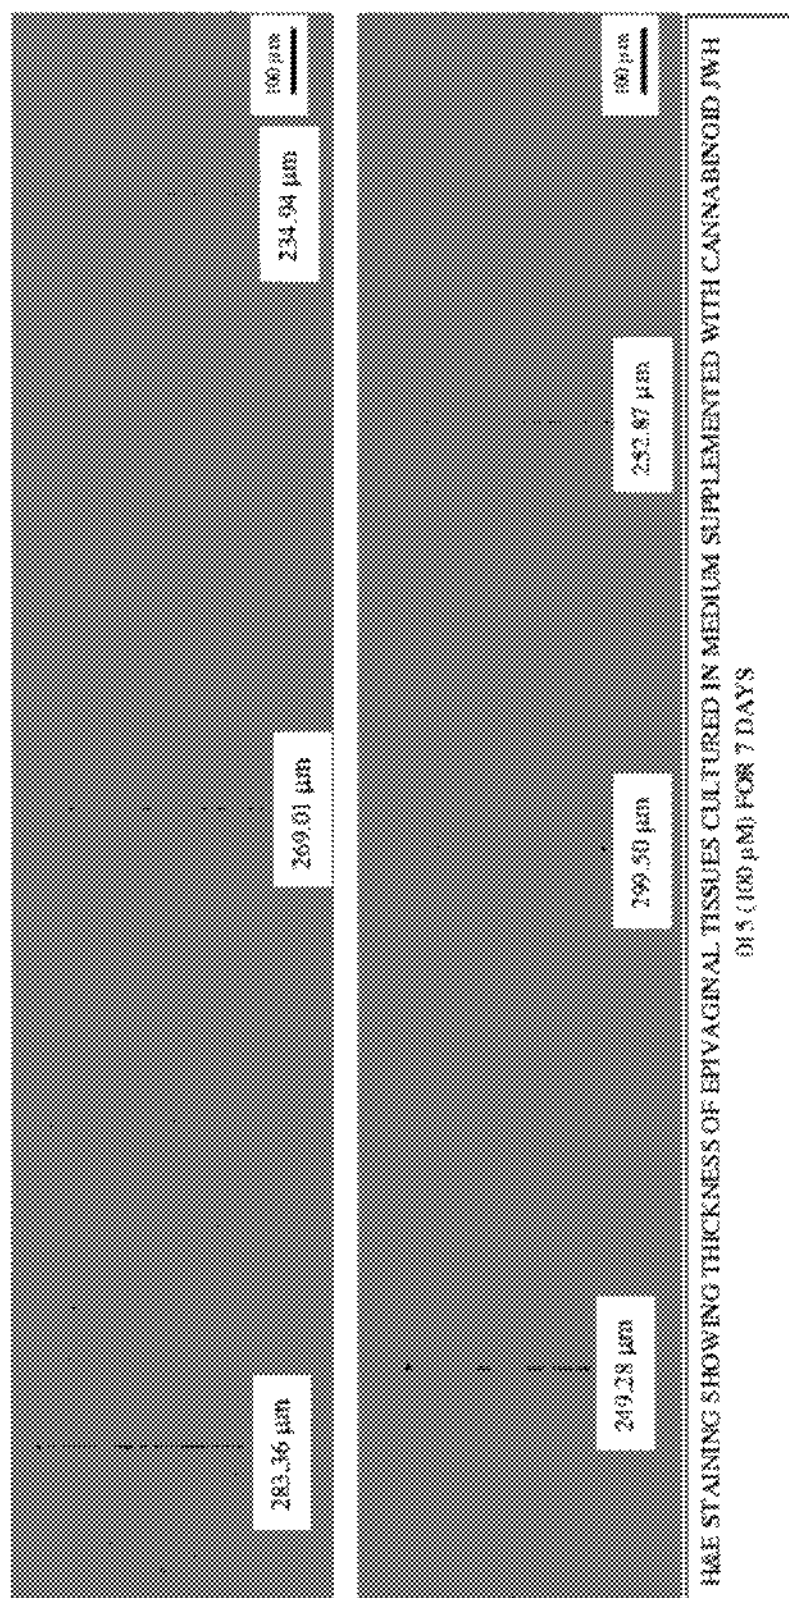 283.36 µm
269.01 µm
234.94 µm
100 µm
249.28 µm
299.50 µm
252.87 µm
100 µm
H&E STAINING SHOWING THICKNESS OF EPIVAGINAL TISSUES CULTURED IN MEDIUM SUPPLEMENTED WITH CANNABINOID JWH
015 (100 µM) FOR 7 DAYS